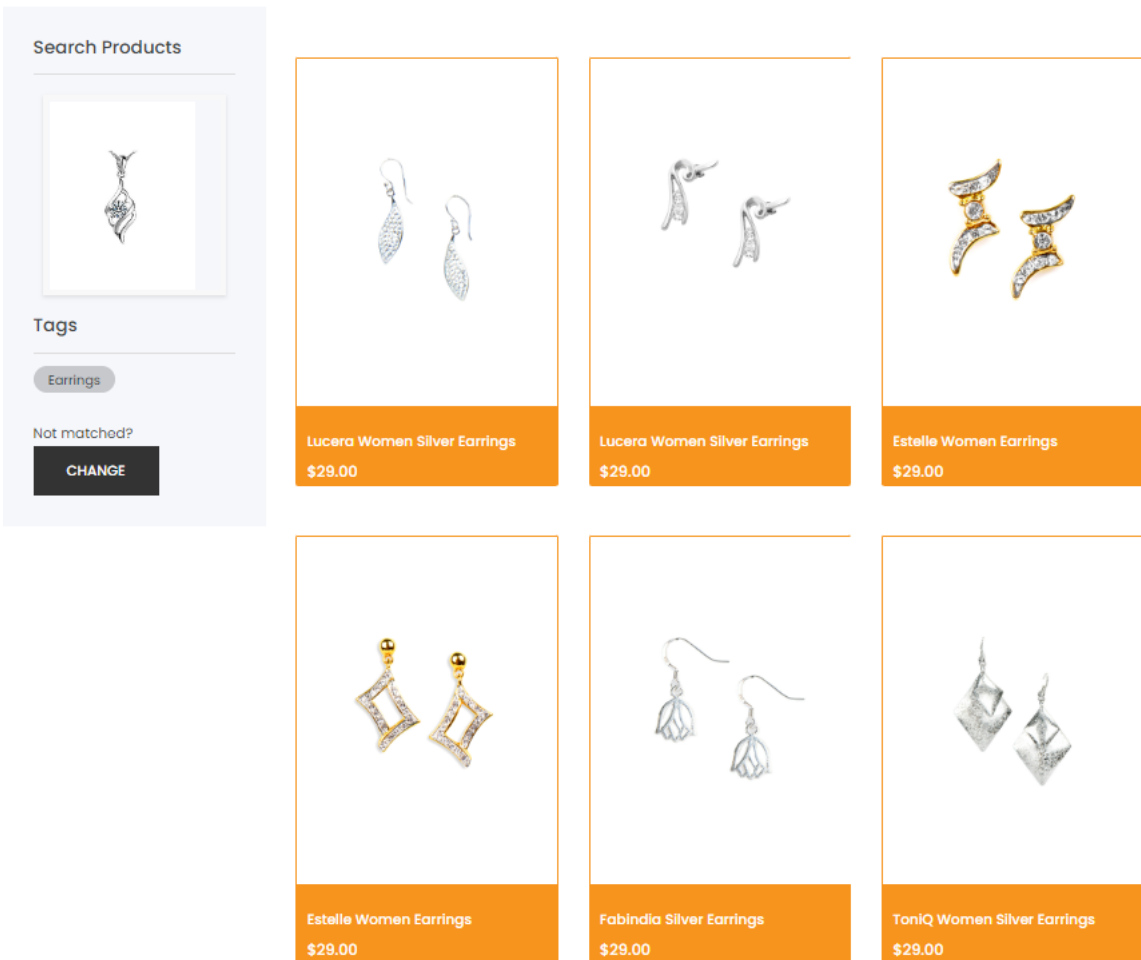 Search Products
Tags
Earrings
Not matched?
CHANGE
Lucera Women Silver Earrings
$29.00
Lucera Women Silver Earrings
$29.00
Estelle Women Earrings
$29.00
Estelle Women Earrings
$29.00
Fabindia Silver Earrings
$29.00
ToniQ Women Silver Earrings
$29.00